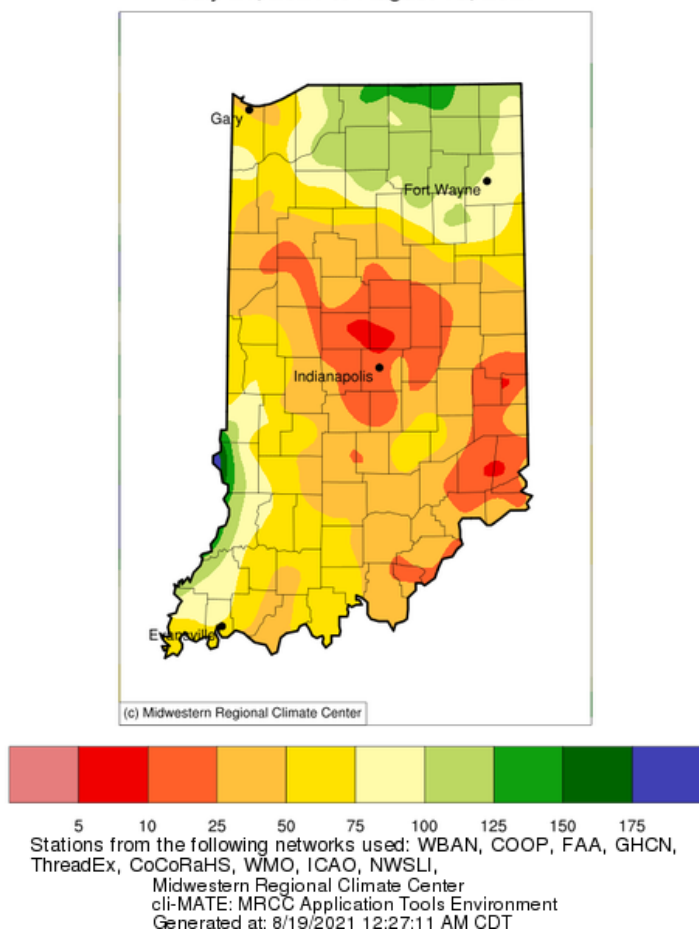 Gary
Fort Wayne
Indianapolis
Evansville
(c) Midwestern Regional Climate Center
5 10 25 50 75 100 125 150 175
Stations from the following networks used: WBAN, COOP, FAA, GHCN,
ThreadEx, CoCoRaHS, WMO, ICAO, NWSLI,
Midwestern Regional Climate Center
cli-MATE: MRCC Application Tools Environment
Generated at: 8/19/2021 12:27:11 AM CDT